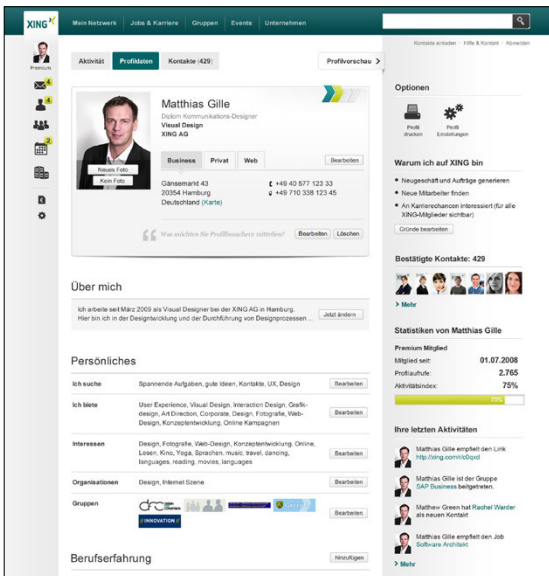 XING
Mein Netzwerk Jobs & Karriere Gruppen Events Unternehmen
Kontakte einladen Hilfe & Kontakt Abmelden
Premium
Aktivität Profildaten Kontakte (429) Profilvorschau
Matthias Gille
Diplom Kommunikations-Designer
Visual Design
XING AG
Neues Foto
Kein Foto
Business Privat Web Bearbeiten
Gänsemarkt 43 +49 40 577 123 33
20354 Hamburg +49 710 338 123 45
Deutschland (Karte)
Was möchten Sie Profilbesuchern mitteilen? Bearbeiten Löschen
Über mich
Ich arbeite seit März 2009 als Visual Designer bei der XING AG in Hamburg.
Hier bin ich in der Designtwicklung und der Durchführung von Designprozessen ...
Jetzt ändern
Persönliches
Ich suche Spannende Aufgaben, gute Ideen, Kontakte, UX, Design Bearbeiten
Ich biete User Experience, Visual Design, Interaction Design, Grafik-
design, Art Direction, Corporate, Design, Fotografie, Web-
Design, Konzeptentwicklung, Online Kampagnen
Bearbeiten
Interessen Design, Fotografie, Web-Design, Konzeptentwicklung, Online,
Lesen, Kino, Yoga, Sprachen, music, travel, dancing,
languages, reading, movies, languages
Bearbeiten
Organisationen Design, Internet Szene Bearbeiten
Gruppen
// INNOVATION //
Bearbeiten
Berufserfahrung Hinzufügen
Optionen
Profil
drucken
Profil
Einstellungen
Warum ich auf XING bin
Neugeschäft und Aufträge generieren
Neue Mitarbeiter finden
An Karrierechancen interessiert (für alle
XING-Mitglieder sichtbar)
Gründe bearbeiten
Bestätigte Kontakte: 429
Mehr
Statistiken von Matthias Gille
Premium Mitglied
Mitglied seit: 01.07.2008
Profilaufrufe: 2.765
Aktivitätsindex: 75%
75%
Ihre letzten Aktivitäten
Matthias Gille empfielt den Link
http://xing.com/r/c0qxd
Matthias Gille ist der Gruppe
SAP Business beitgetreten.
Matthew Green hat Rachel Warder
als neuen Kontakt
Matthias Gille empfielt den Job
Software Architekt
Mehr